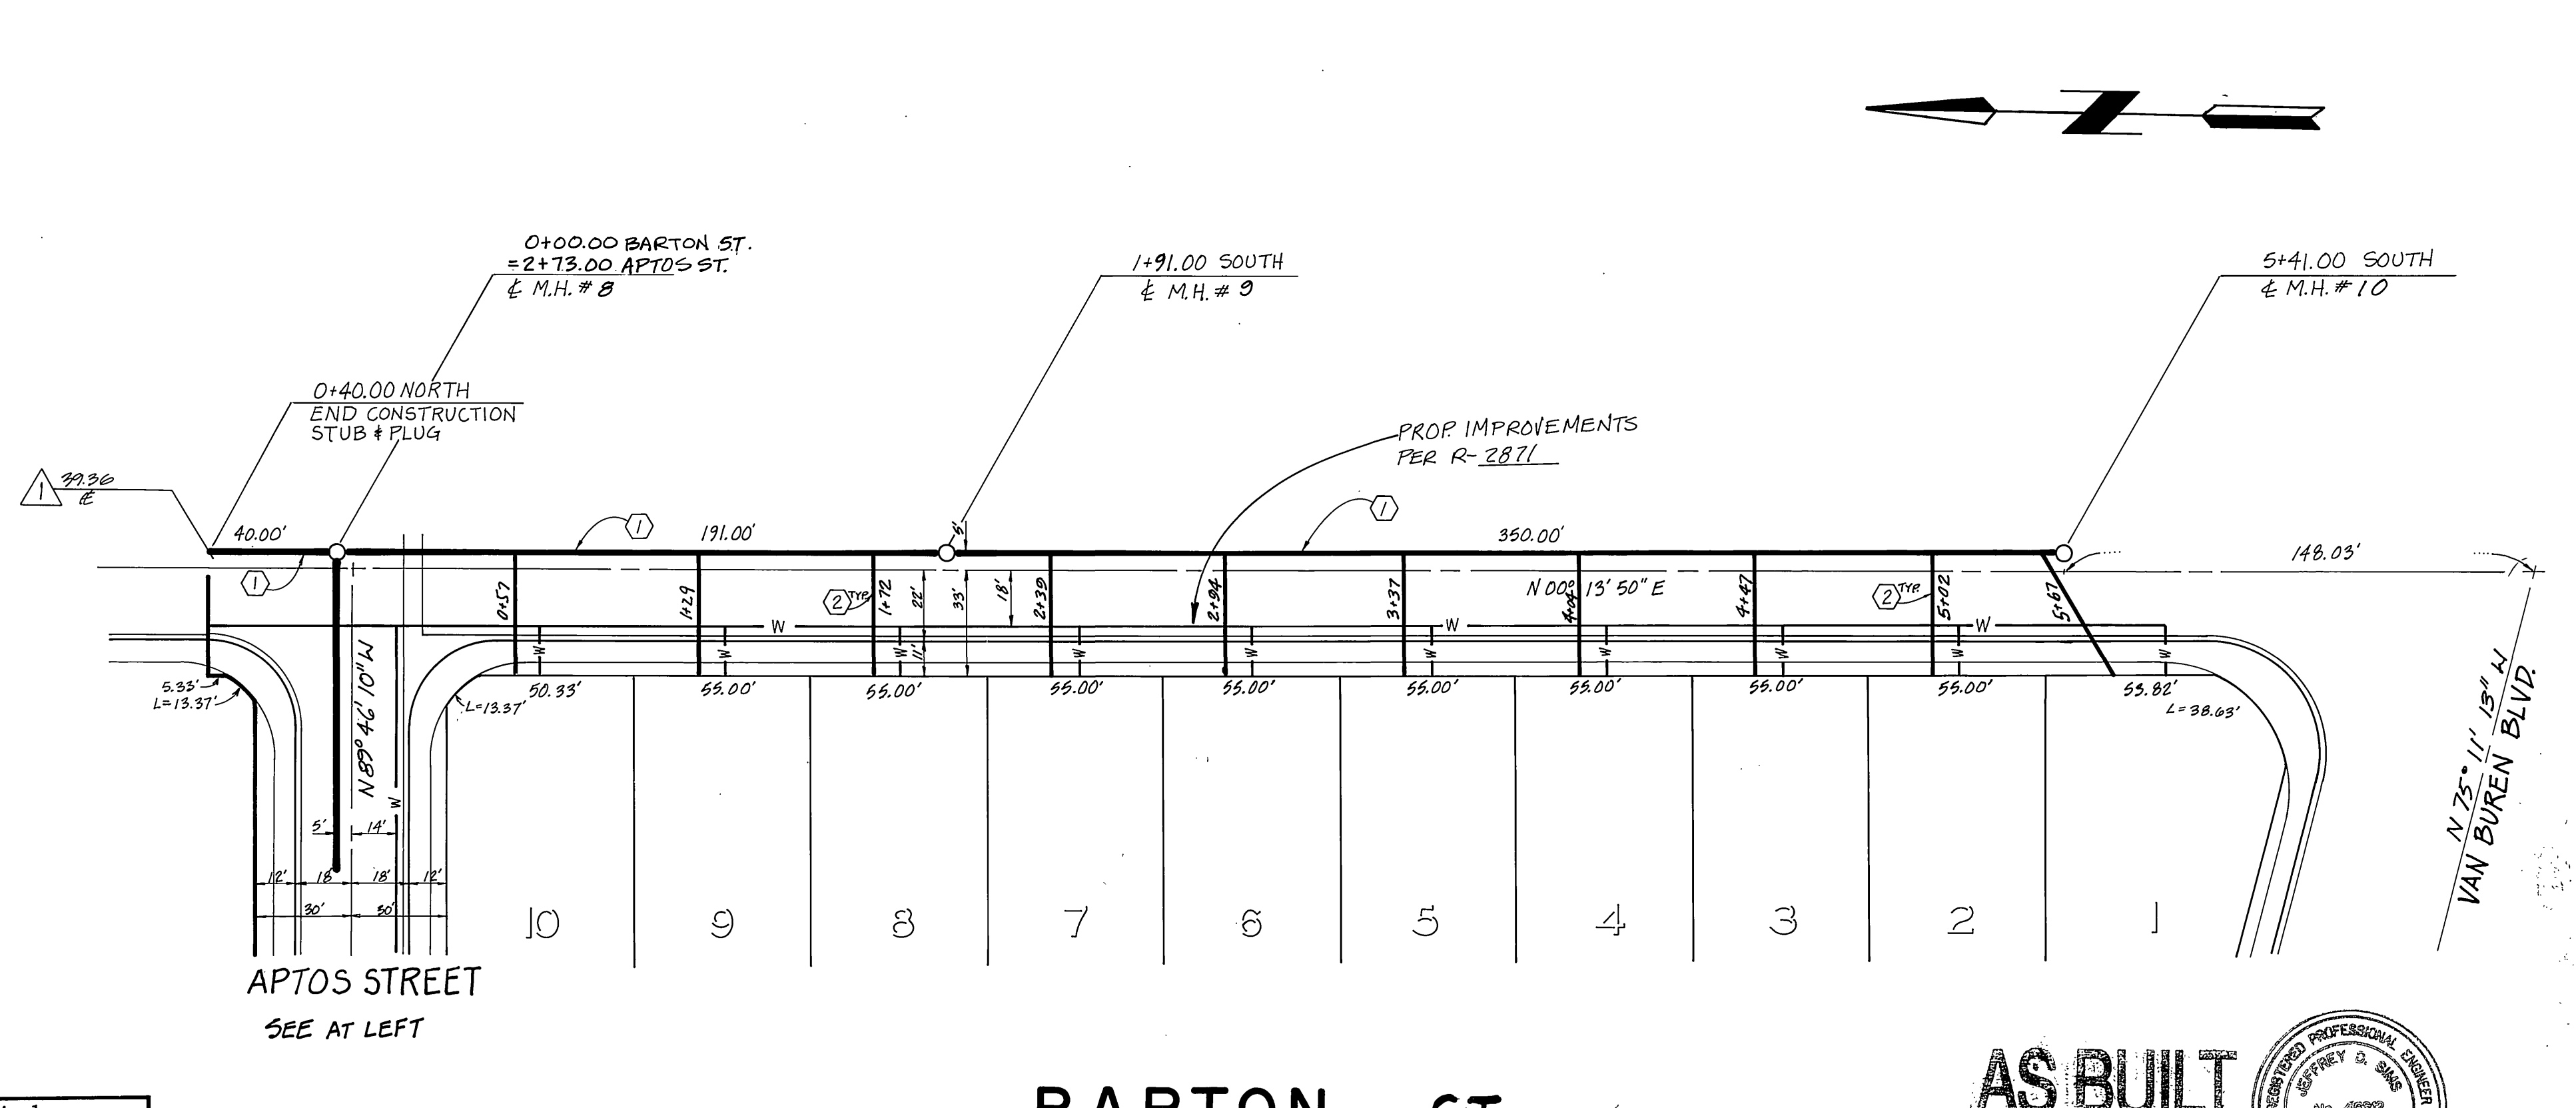 0+00.00 BARTON ST.
=2+73.00 APTOS ST.
℄ M.H. # 8
1+91.00 SOUTH
℄ M.H. # 9
5+41.00 SOUTH
℄ M.H. # 10
0+40.00 NORTH
END CONSTRUCTION
STUB & PLUG
PROP. IMPROVEMENTS
PER R- 2871
1
39.36
℄
40.00'
1
191.00'
5'
1
350.00'
148.03'
1
0+57
1+29
2 TYP.
1+72
22'
33'
18'
2+39
2+94
3+37
N 00° 13' 50" E
4+04
4+47
2 TYP.
5+02
5+67
W
W
W
W
W
W
11'
W
W
W
W
W
W
W
5.33'
L=13.37'
L=13.37'
50.33'
55.00'
55.00'
55.00'
55.00'
55.00'
55.00'
55.00'
55.00'
53.82'
L=38.63'
N 89° 46' 10" W
W
N 75° 11' 13" W
VAN BUREN BLVD.
5'
14'
12'
18'
18'
12'
30'
30'
10
9
8
7
6
5
4
3
2
1
APTOS STREET
SEE AT LEFT
BARTON ST.
AS BUILT
REGISTERED PROFESSIONAL ENGINEER
JEFFREY D. SIMS